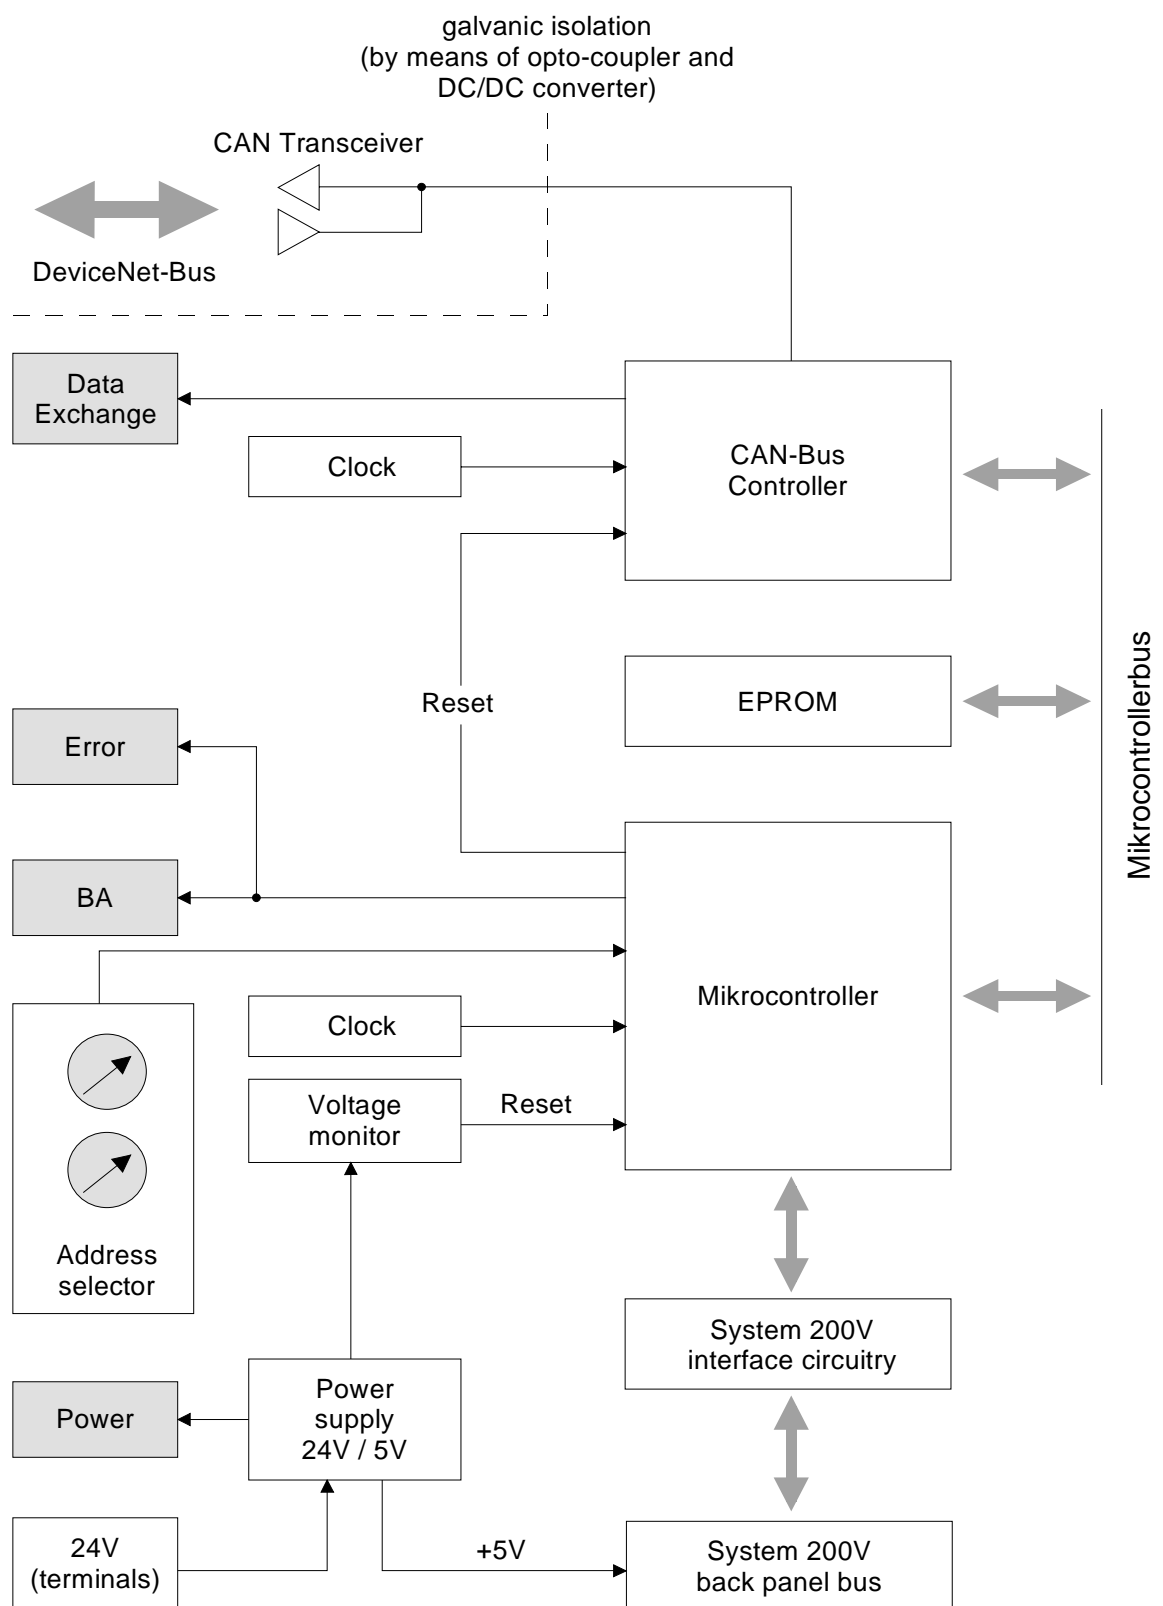 galvanic isolation
(by means of opto-coupler and
DC/DC converter)
CAN Transceiver
DeviceNet-Bus
Data
Exchange
Clock
CAN-Bus
Controller
Reset
EPROM
Mikrocontrollerbus
Error
BA
Mikrocontroller
Clock
Voltage
monitor
Reset
Address
selector
System 200V
interface circuitry
Power
Power
supply
24V / 5V
24V
(terminals)
+5V
System 200V
back panel bus